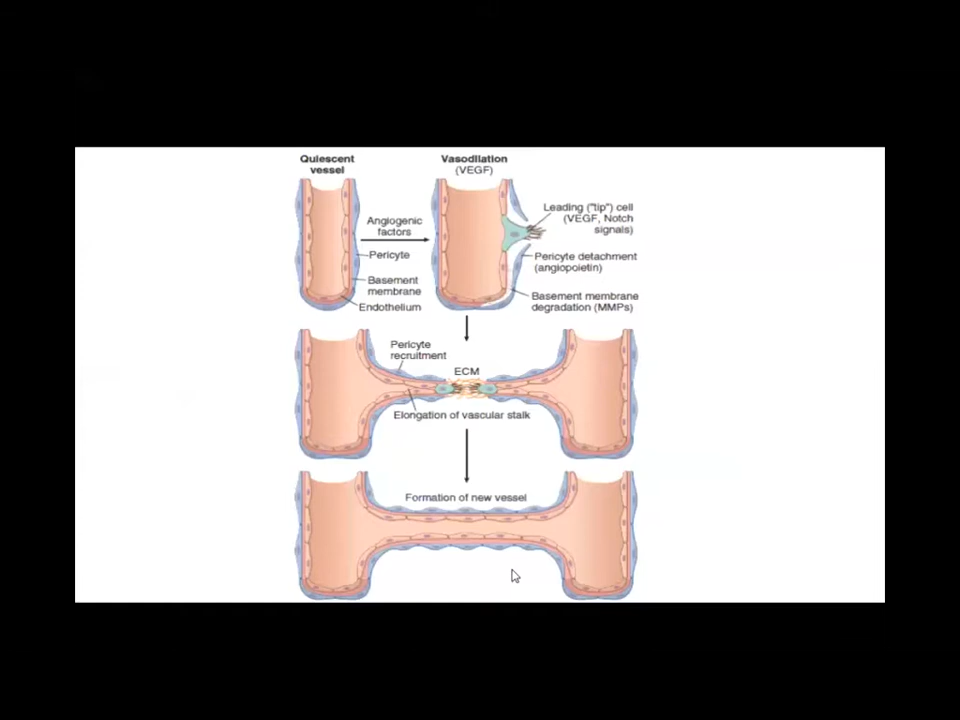 Quiescent
vessel
Vasodilation
(VEGF)
Angiogenic
factors
Pericyte
Basement
membrane
Endothelium
Leading ("tip") cell
(VEGF, Notch
signals)
Pericyte detachment
(angiopoietin)
Basement membrane
degradation (MMPs)
Pericyte
recruitment
ECM
Elongation of vascular stalk
Formation of new vessel